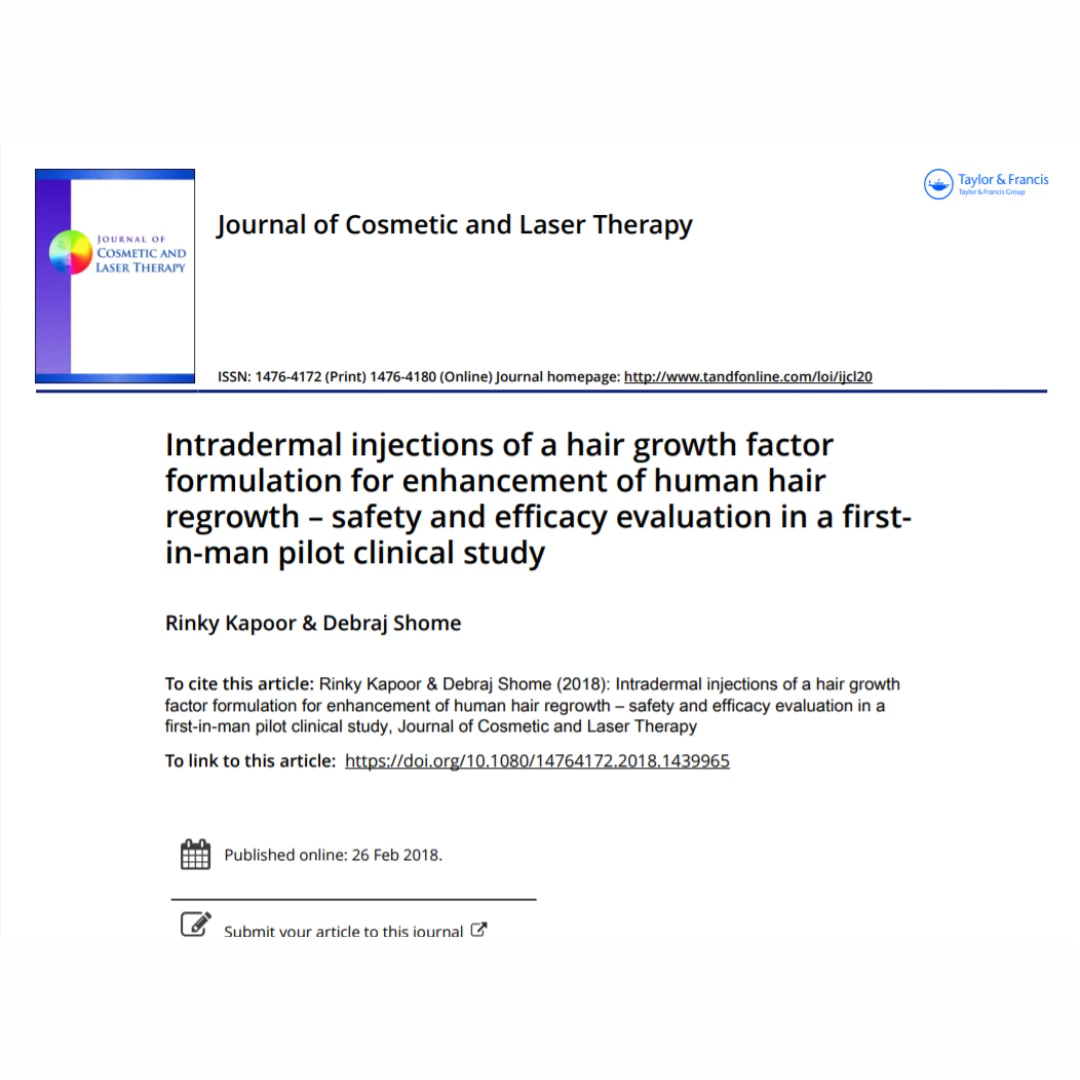 Taylor & Francis
Taylor & Francis Group
Journal of Cosmetic and Laser Therapy
JOURNAL OF
COSMETIC AND
LASER THERAPY
ISSN: 1476-4172 (Print) 1476-4180 (Online) Journal homepage: http://www.tandfonline.com/loi/ijcl20
Intradermal injections of a hair growth factor
formulation for enhancement of human hair
regrowth – safety and efficacy evaluation in a first-
in-man pilot clinical study
Rinky Kapoor & Debraj Shome
To cite this article: Rinky Kapoor & Debraj Shome (2018): Intradermal injections of a hair growth
factor formulation for enhancement of human hair regrowth – safety and efficacy evaluation in a
first-in-man pilot clinical study, Journal of Cosmetic and Laser Therapy
To link to this article: https://doi.org/10.1080/14764172.2018.1439965
Published online: 26 Feb 2018.
Submit your article to this journal